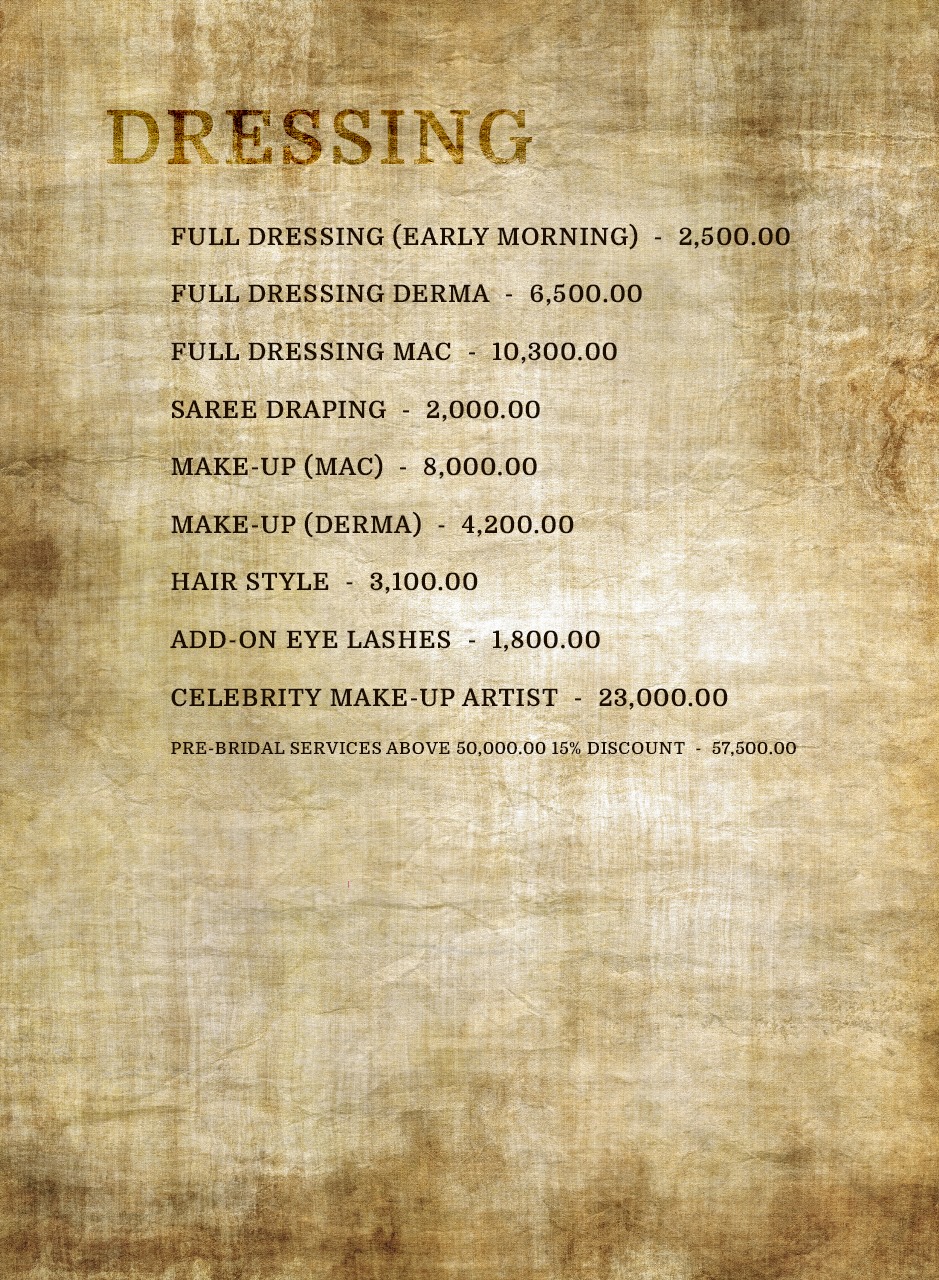 DRESSING
FULL DRESSING (EARLY MORNING) - 2,500.00
FULL DRESSING DERMA - 6,500.00
FULL DRESSING MAC - 10,300.00
SAREE DRAPING - 2,000.00
MAKE-UP (MAC) - 8,000.00
MAKE-UP (DERMA) - 4,200.00
HAIR STYLE - 3,100.00
ADD-ON EYE LASHES - 1,800.00
CELEBRITY MAKE-UP ARTIST - 23,000.00
PRE-BRIDAL SERVICES ABOVE 50,000.00 15% DISCOUNT - 57,500.00